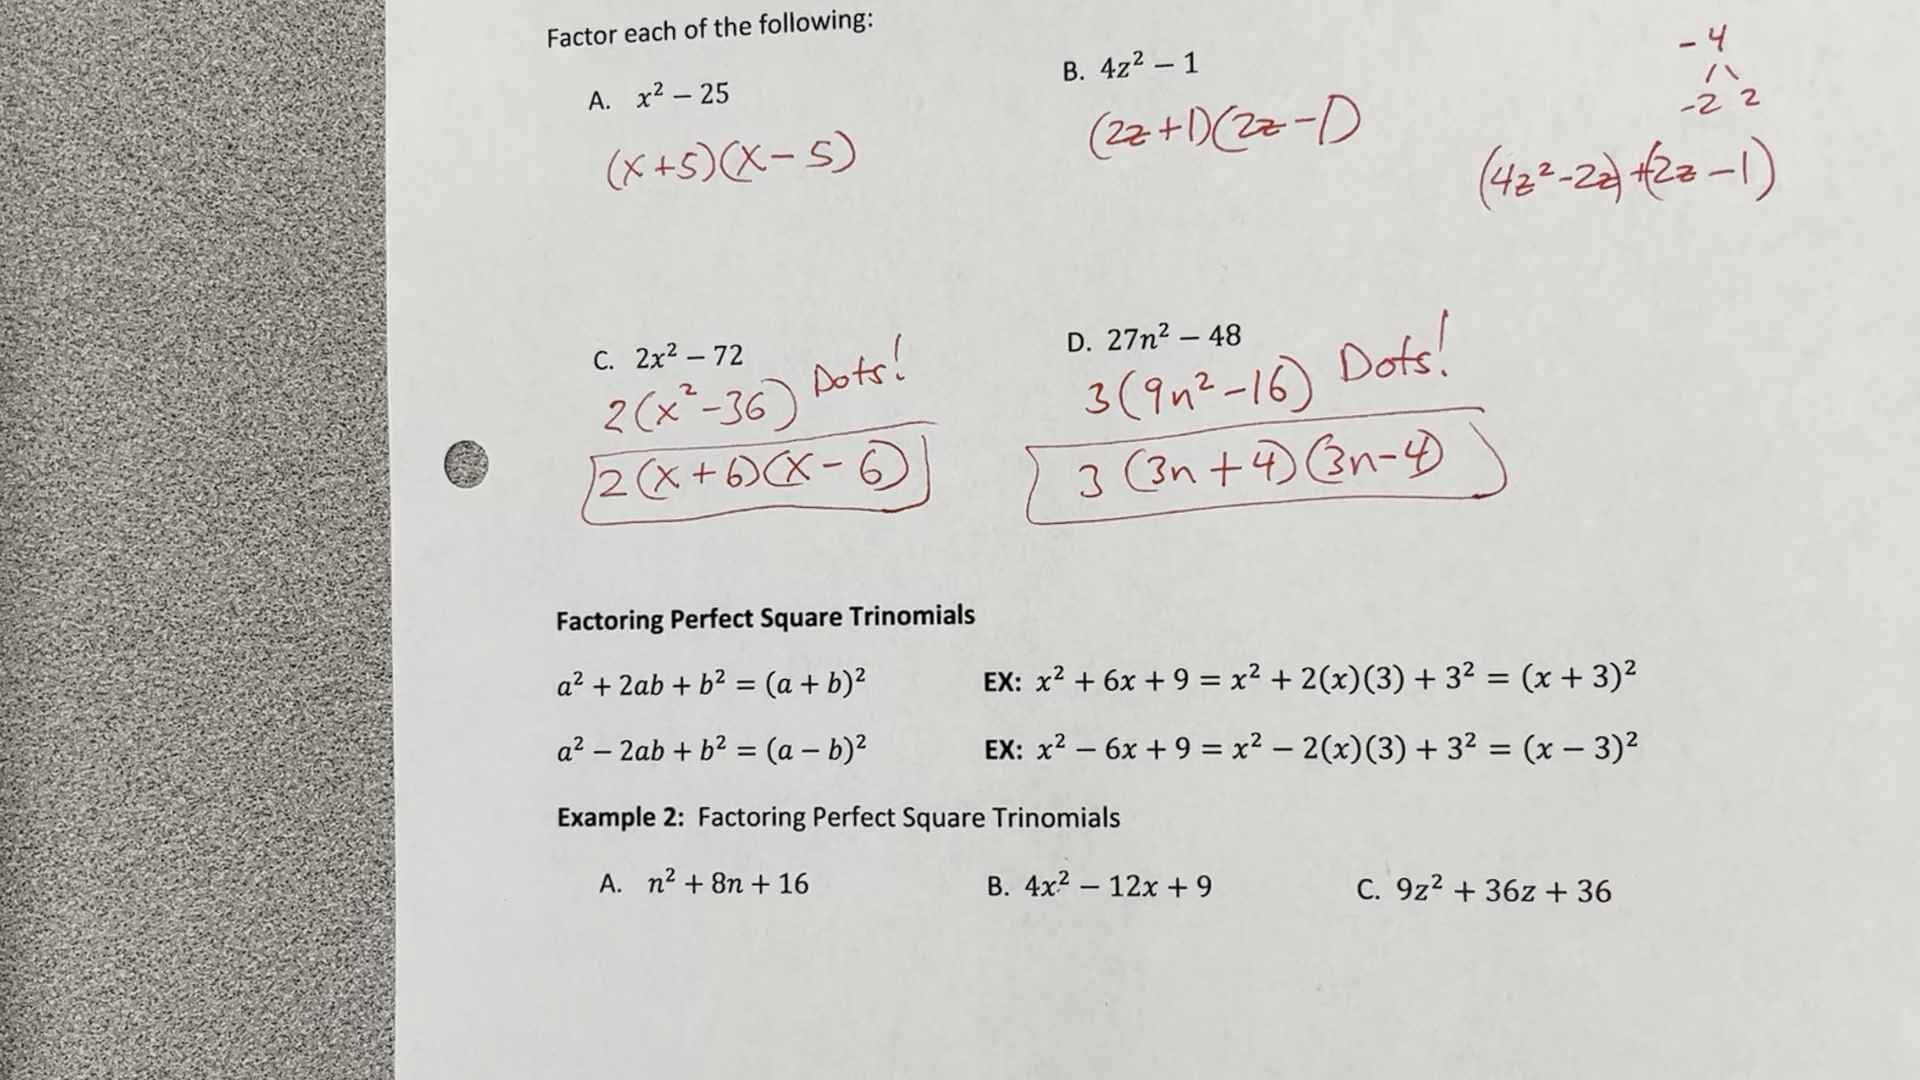 Factor each of the following:
A. x² − 25
(x+5)(x−5)
B. 4z² − 1
(2z+1)(2z−1)
−4
/\
−2 2
(4z²−2z)+(2z−1)
C. 2x² − 72
2(x²−36) Dots!
2(x+6)(x−6)
D. 27n² − 48
3(9n²−16) Dots!
3(3n+4)(3n−4)
Factoring Perfect Square Trinomials
a² + 2ab + b² = (a + b)² EX: x² + 6x + 9 = x² + 2(x)(3) + 3² = (x + 3)²
a² − 2ab + b² = (a − b)² EX: x² − 6x + 9 = x² − 2(x)(3) + 3² = (x − 3)²
Example 2: Factoring Perfect Square Trinomials
A. n² + 8n + 16 B. 4x² − 12x + 9 C. 9z² + 36z + 36